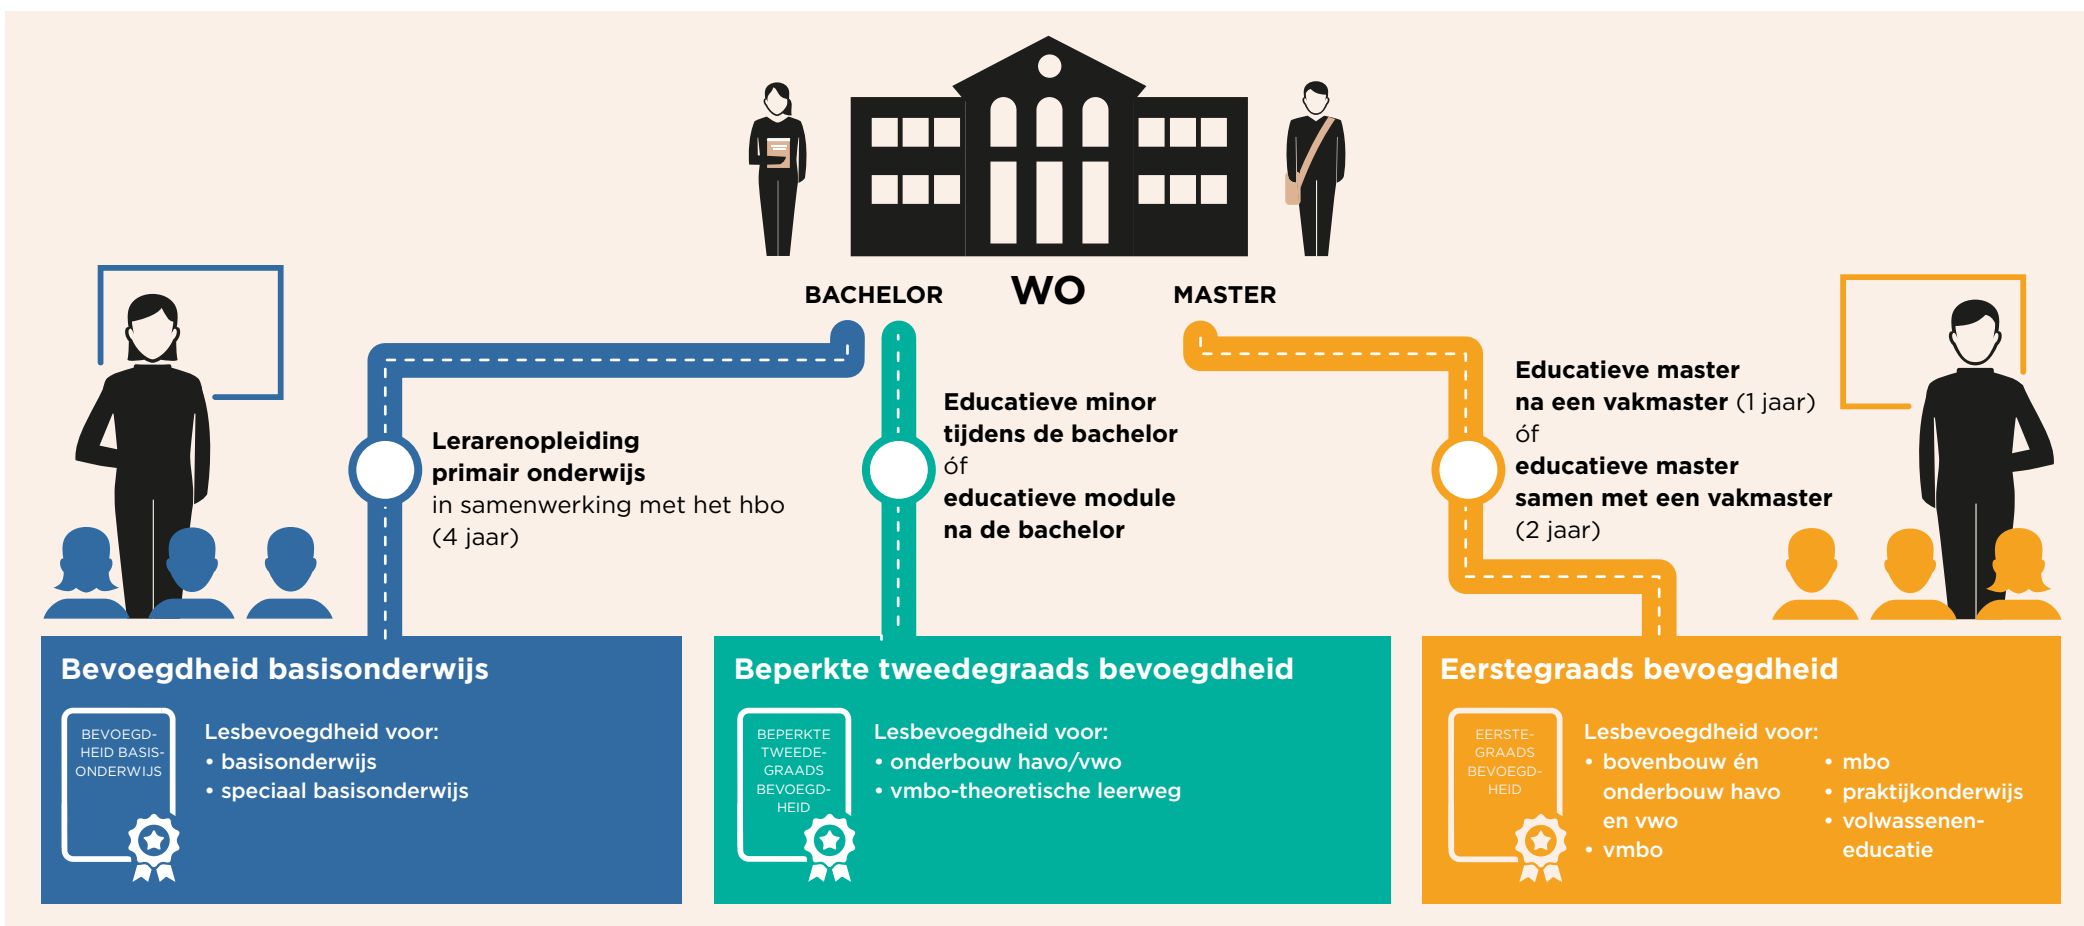 BACHELOR
WO
MASTER
Lerarenopleiding
primair onderwijs
in samenwerking met het hbo
(4 jaar)
Educatieve minor
tijdens de bachelor
óf
educatieve module
na de bachelor
Educatieve master
na een vakmaster (1 jaar)
óf
educatieve master
samen met een vakmaster
(2 jaar)
Bevoegdheid basisonderwijs
BEVOEGD-
HEID BASIS-
ONDERWIJS
Lesbevoegdheid voor:
• basisonderwijs
• speciaal basisonderwijs
Beperkte tweedegraads bevoegdheid
BEPERKTE
TWEEDE-
GRAADS
BEVOEGD-
HEID
Lesbevoegdheid voor:
• onderbouw havo/vwo
• vmbo-theoretische leerweg
Eerstegraads bevoegdheid
EERSTE-
GRAADS
BEVOEGD-
HEID
Lesbevoegdheid voor:
• bovenbouw én
onderbouw havo
en vwo
• vmbo
• mbo
• praktijkonderwijs
• volwassenen-
educatie